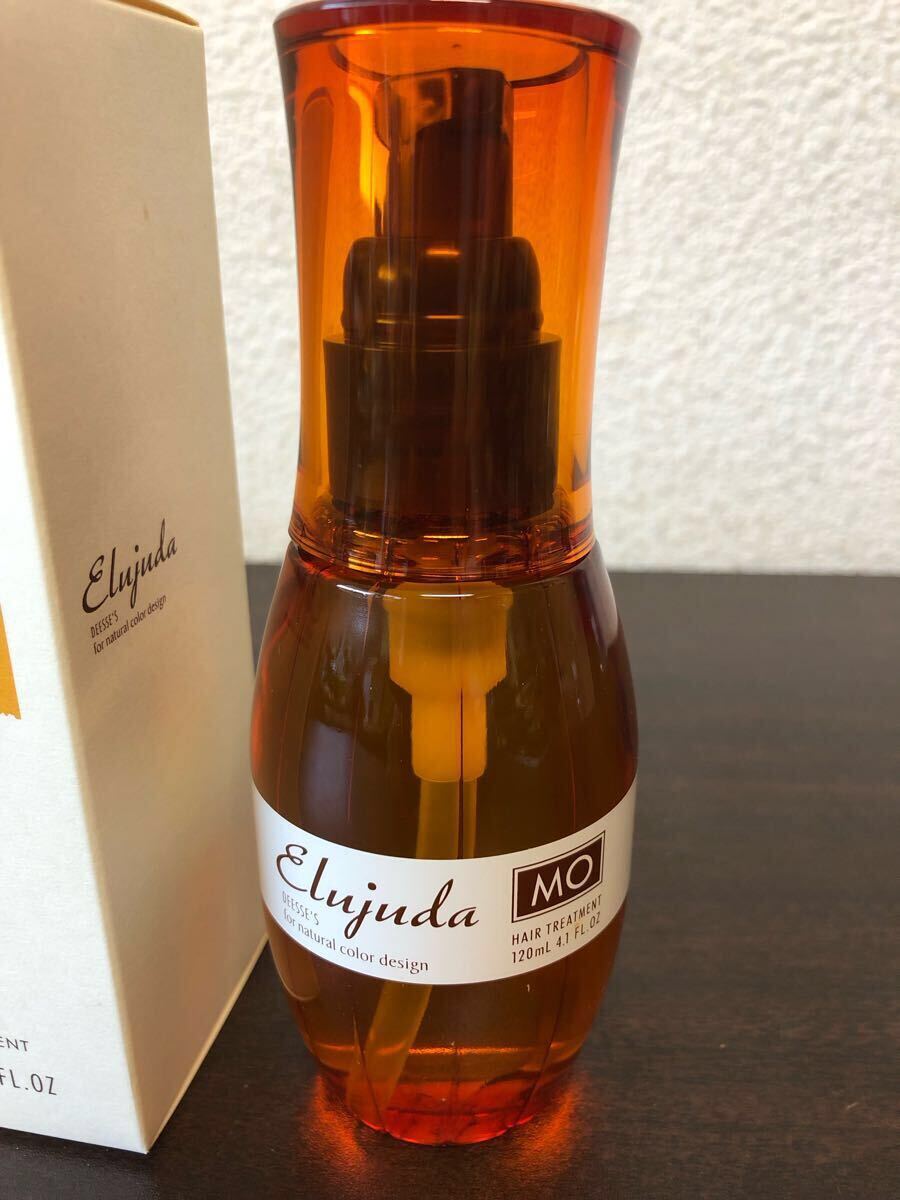 Elujuda
DEESSE'S
for natural color design
ENT
FL.OZ
Elujuda
DEESSE'S
for natural color design
MO
HAIR TREATMENT
120mL 4.1 FL.OZ